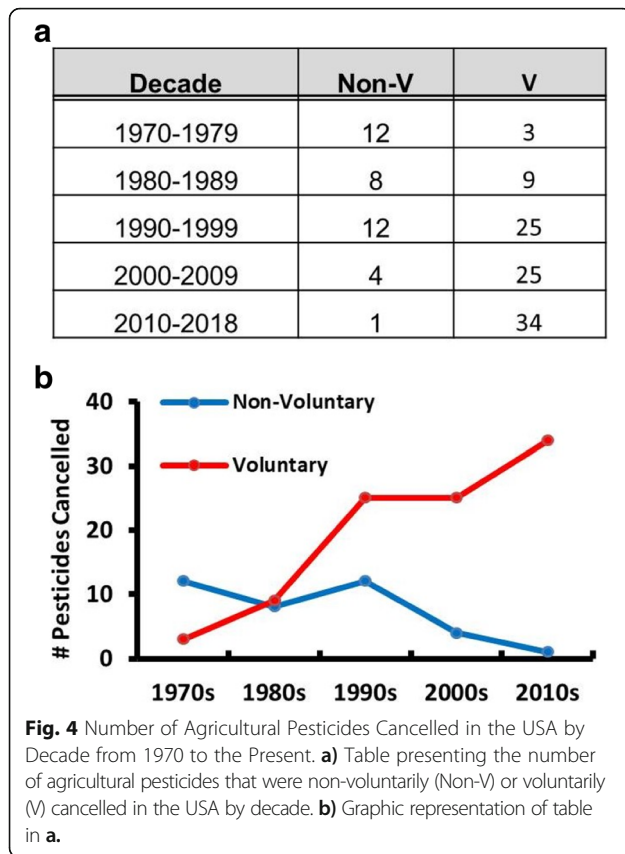 a
Decade Non-V V
1970-1979 12 3
1980-1989 8 9
1990-1999 12 25
2000-2009 4 25
2010-2018 1 34
b
# Pesticides Cancelled
40
30
20
10
0
Non-Voluntary
Voluntary
1970s 1980s 1990s 2000s 2010s
Fig. 4 Number of Agricultural Pesticides Cancelled in the USA by
Decade from 1970 to the Present. a) Table presenting the number
of agricultural pesticides that were non-voluntarily (Non-V) or voluntarily
(V) cancelled in the USA by decade. b) Graphic representation of table
in a.